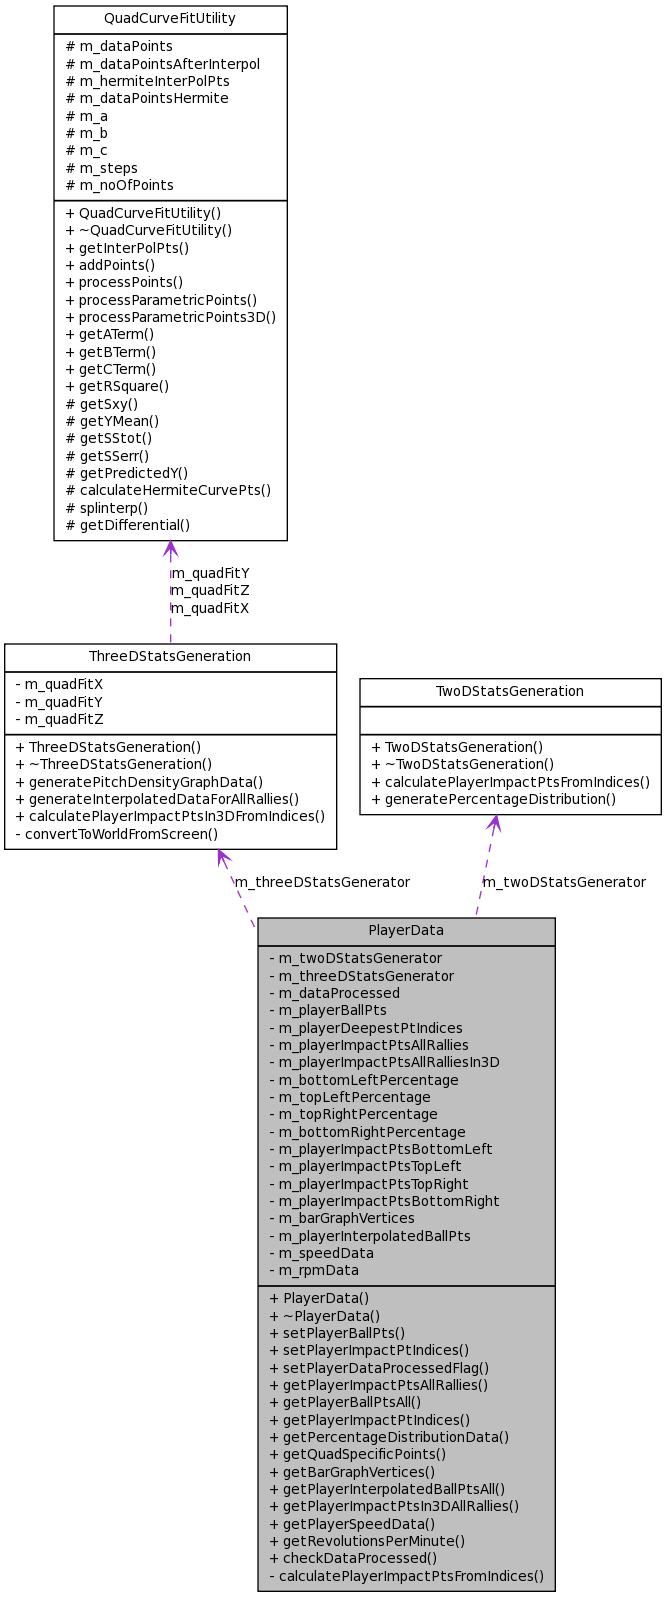 QuadCurveFitUtility
# m_dataPoints
# m_dataPointsAfterInterpol
# m_hermiteInterPolPts
# m_dataPointsHermite
# m_a
# m_b
# m_c
# m_steps
# m_noOfPoints
+ QuadCurveFitUtility()
+ ~QuadCurveFitUtility()
+ getInterPolPts()
+ addPoints()
+ processPoints()
+ processParametricPoints()
+ processParametricPoints3D()
+ getATerm()
+ getBTerm()
+ getCTerm()
+ getRSquare()
# getSxy()
# getYMean()
# getSStot()
# getSSerr()
# getPredictedY()
# calculateHermiteCurvePts()
# splinterp()
# getDifferential()
m_quadFitY
m_quadFitZ
m_quadFitX
ThreeDStatsGeneration
- m_quadFitX
- m_quadFitY
- m_quadFitZ
+ ThreeDStatsGeneration()
+ ~ThreeDStatsGeneration()
+ generatePitchDensityGraphData()
+ generateInterpolatedDataForAllRallies()
+ calculatePlayerImpactPtsIn3DFromIndices()
- convertToWorldFromScreen()
TwoDStatsGeneration
+ TwoDStatsGeneration()
+ ~TwoDStatsGeneration()
+ calculatePlayerImpactPtsFromIndices()
+ generatePercentageDistribution()
m_threeDStatsGenerator
m_twoDStatsGenerator
PlayerData
- m_twoDStatsGenerator
- m_threeDStatsGenerator
- m_dataProcessed
- m_playerBallPts
- m_playerDeepestPtIndices
- m_playerImpactPtsAllRallies
- m_playerImpactPtsAllRalliesIn3D
- m_bottomLeftPercentage
- m_topLeftPercentage
- m_topRightPercentage
- m_bottomRightPercentage
- m_playerImpactPtsBottomLeft
- m_playerImpactPtsTopLeft
- m_playerImpactPtsTopRight
- m_playerImpactPtsBottomRight
- m_barGraphVertices
- m_playerInterpolatedBallPts
- m_speedData
- m_rpmData
+ PlayerData()
+ ~PlayerData()
+ setPlayerBallPts()
+ setPlayerImpactPtIndices()
+ setPlayerDataProcessedFlag()
+ getPlayerImpactPtsAllRallies()
+ getPlayerBallPtsAll()
+ getPlayerImpactPtIndices()
+ getPercentageDistributionData()
+ getQuadSpecificPoints()
+ getBarGraphVertices()
+ getPlayerInterpolatedBallPtsAll()
+ getPlayerImpactPtsIn3DAllRallies()
+ getPlayerSpeedData()
+ getRevolutionsPerMinute()
+ checkDataProcessed()
- calculatePlayerImpactPtsFromIndices()